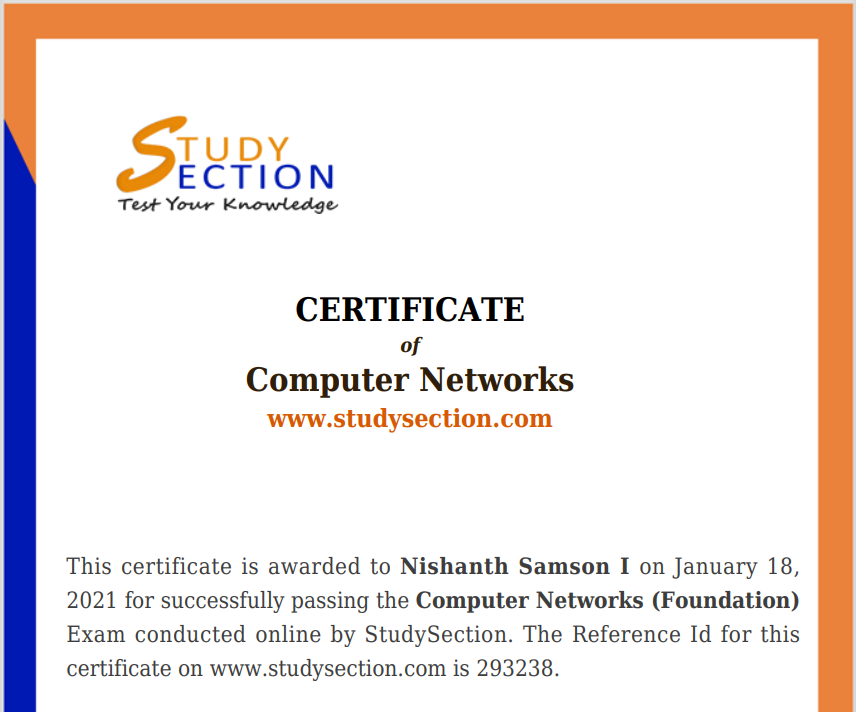 STUDY
SECTION
Test Your Knowledge
CERTIFICATE
of
Computer Networks
www.studysection.com
This certificate is awarded to Nishanth Samson I on January 18,
2021 for successfully passing the Computer Networks (Foundation)
Exam conducted online by StudySection. The Reference Id for this
certificate on www.studysection.com is 293238.